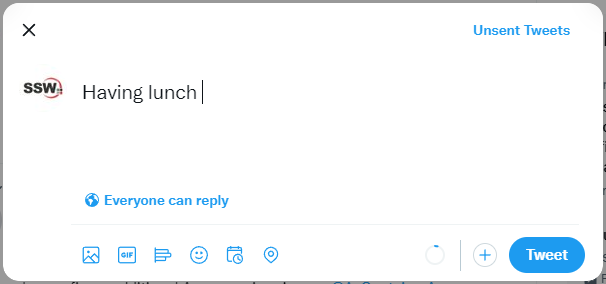 Unsent Tweets
SSW
Having lunch
Everyone can reply
GIF
Tweet